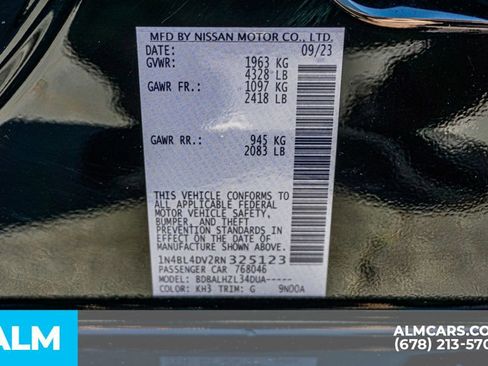 MFD BY NISSAN MOTOR CO., LTD.
DATE: 09/23
GVWR: 1963 KG
4328 LB
GAWR FR.: 1097 KG
2418 LB
GAWR RR.: 945 KG
2083 LB
THIS VEHICLE CONFORMS TO
ALL APPLICABLE FEDERAL
MOTOR VEHICLE SAFETY,
BUMPER, AND THEFT
PREVENTION STANDARDS
IN EFFECT ON THE DATE OF
MANUFACTURE SHOWN ABOVE.
1N4BL4DV2RN325123
PASSENGER CAR 768046
MODEL: BDBALHZL34DUA-----
COLOR: KH3 TRIM: G 9N00A
ALM
ALMCARS.COM
(678) 213-570